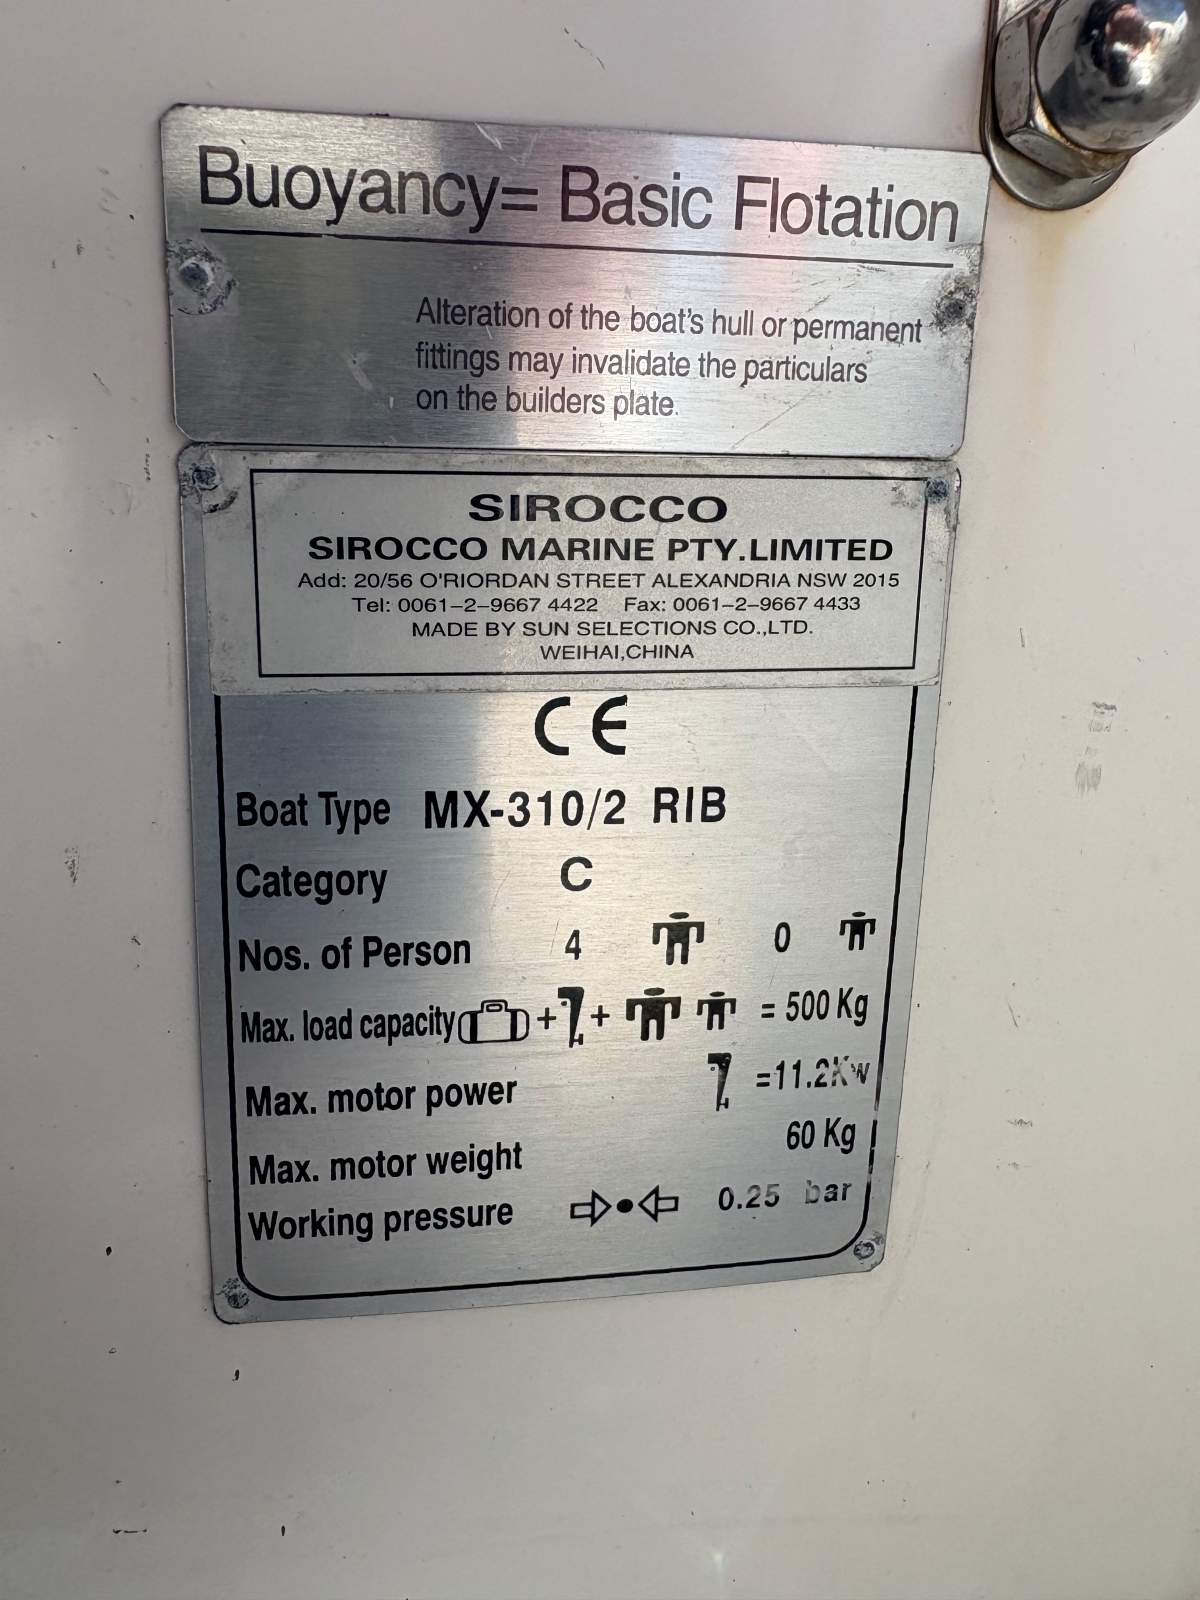 Buoyancy= Basic Flotation
Alteration of the boat's hull or permanent
fittings may invalidate the particulars
on the builders plate.
SIROCCO
SIROCCO MARINE PTY.LIMITED
Add: 20/56 O'RIORDAN STREET ALEXANDRIA NSW 2015
Tel: 0061-2-9667 4422 Fax: 0061-2-9667 4433
MADE BY SUN SELECTIONS CO.,LTD.
WEIHAI,CHINA
CE
Boat Type MX-310/2 RIB
Category C
Nos. of Person 4 0
Max. load capacity + + = 500 Kg
Max. motor power =11.2Kw
Max. motor weight 60 Kg
Working pressure 0.25 bar